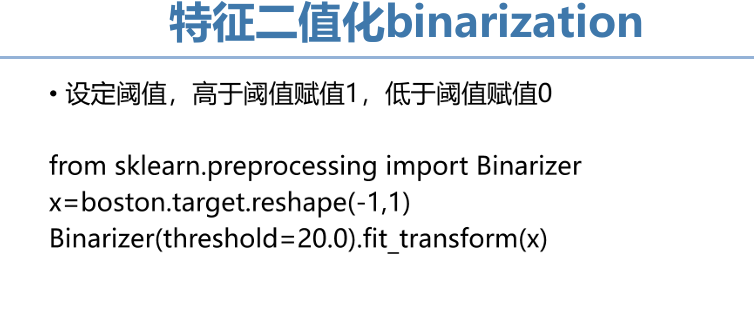 特征二值化binarization
• 设定阈值，高于阈值赋值1，低于阈值赋值0
from sklearn.preprocessing import Binarizer
x=boston.target.reshape(-1,1)
Binarizer(threshold=20.0).fit_transform(x)